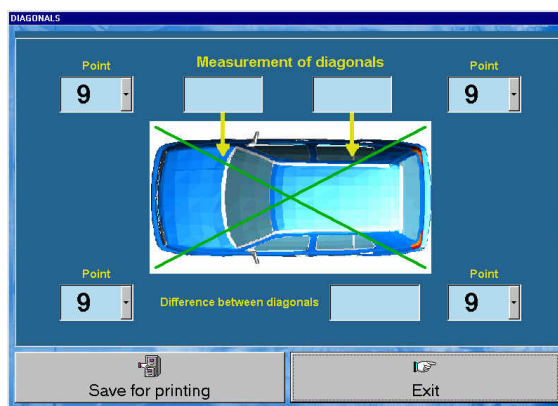 DIAGONALS
Point
Measurement of diagonals
Point
9
9
Point
Point
9
Difference between diagonals
9
Save for printing
Exit